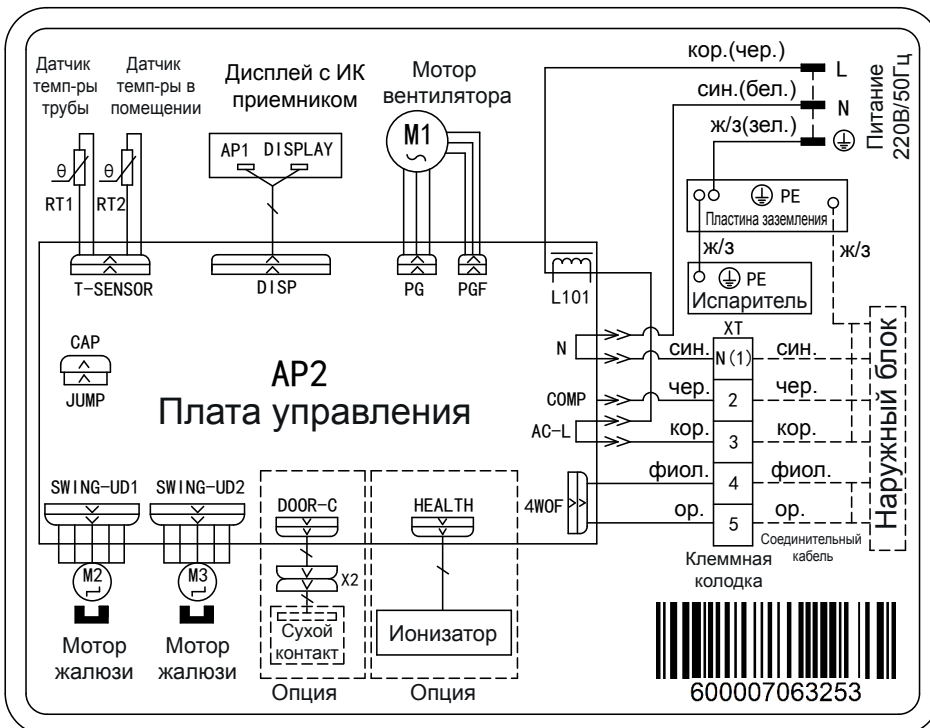 Датчик
темп-ры
трубы
Датчик
темп-ры в
помещении
Дисплей с ИК
приемником
Мотор
вентилятора
кор.(чер.)
L
син.(бел.)
N
ж/з(зел.)
Питание
220В/50Гц
M1
AP1 DISPLAY
θ
θ
RT1
RT2
PE
Пластина заземления
ж/з
ж/з
T-SENSOR
DISP
PG
PGF
L101
PE
Испаритель
XT
CAP
JUMP
AP2
Плата управления
N
син.
N(1)
син.
COMP
чер.
2
чер.
AC-L
кор.
3
кор.
фиол.
4
фиол.
4WOF
ор.
5
ор.
Наружный блок
Соединительный
кабель
Клеммная
колодка
SWING-UD1
SWING-UD2
DOOR-C
HEALTH
M2
M3
X2
Сухой
контакт
Ионизатор
Мотор
жалюзи
Мотор
жалюзи
Опция
Опция
600007063253